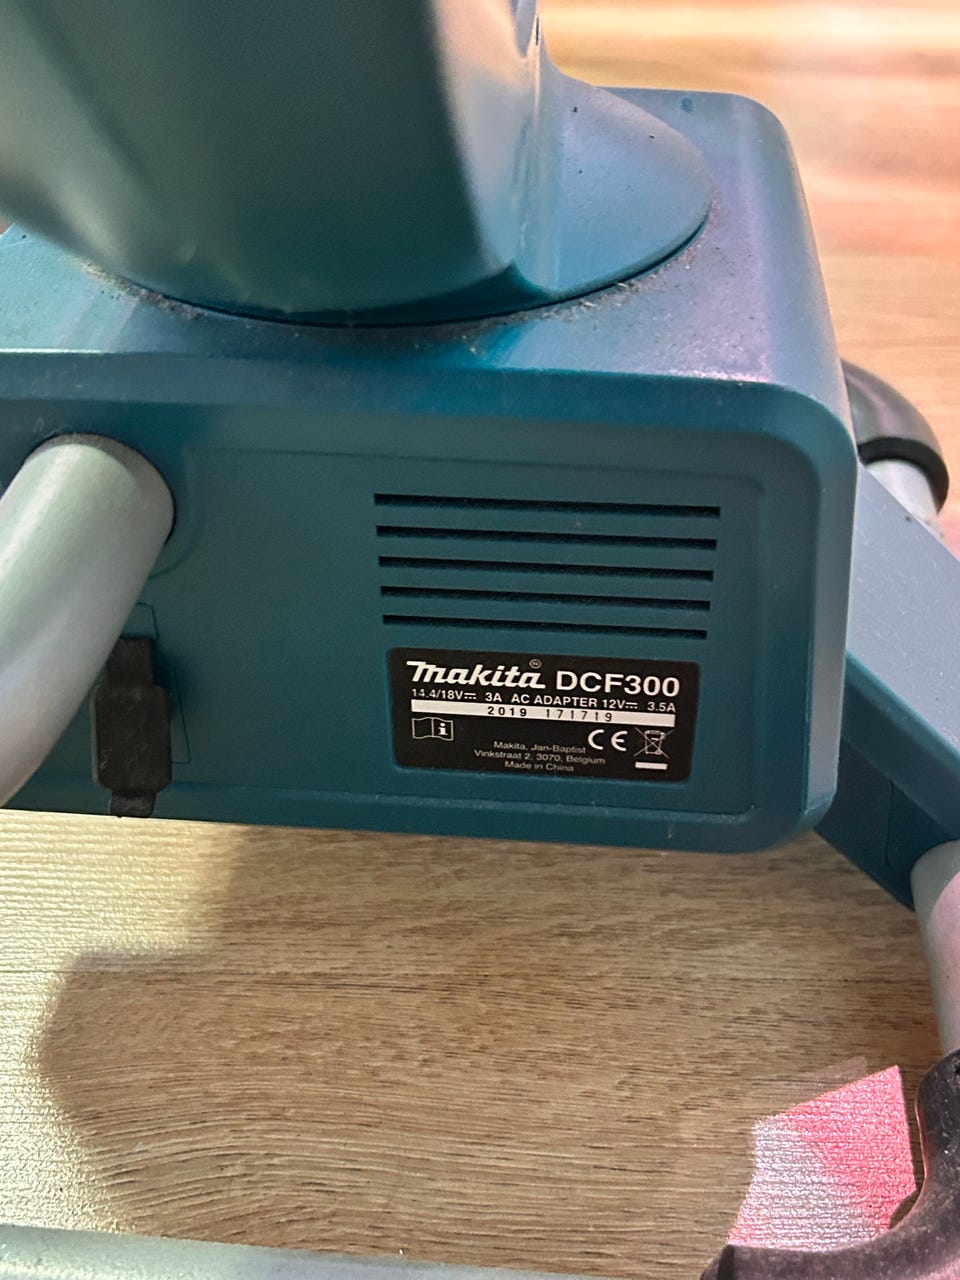 makita® DCF300
14.4/18V⎓ 3A AC ADAPTER 12V⎓ 3.5A
2019 171719
i CE
Makita, Jan-Baptist
Vinkstraat 2, 3070, Belgium
Made in China